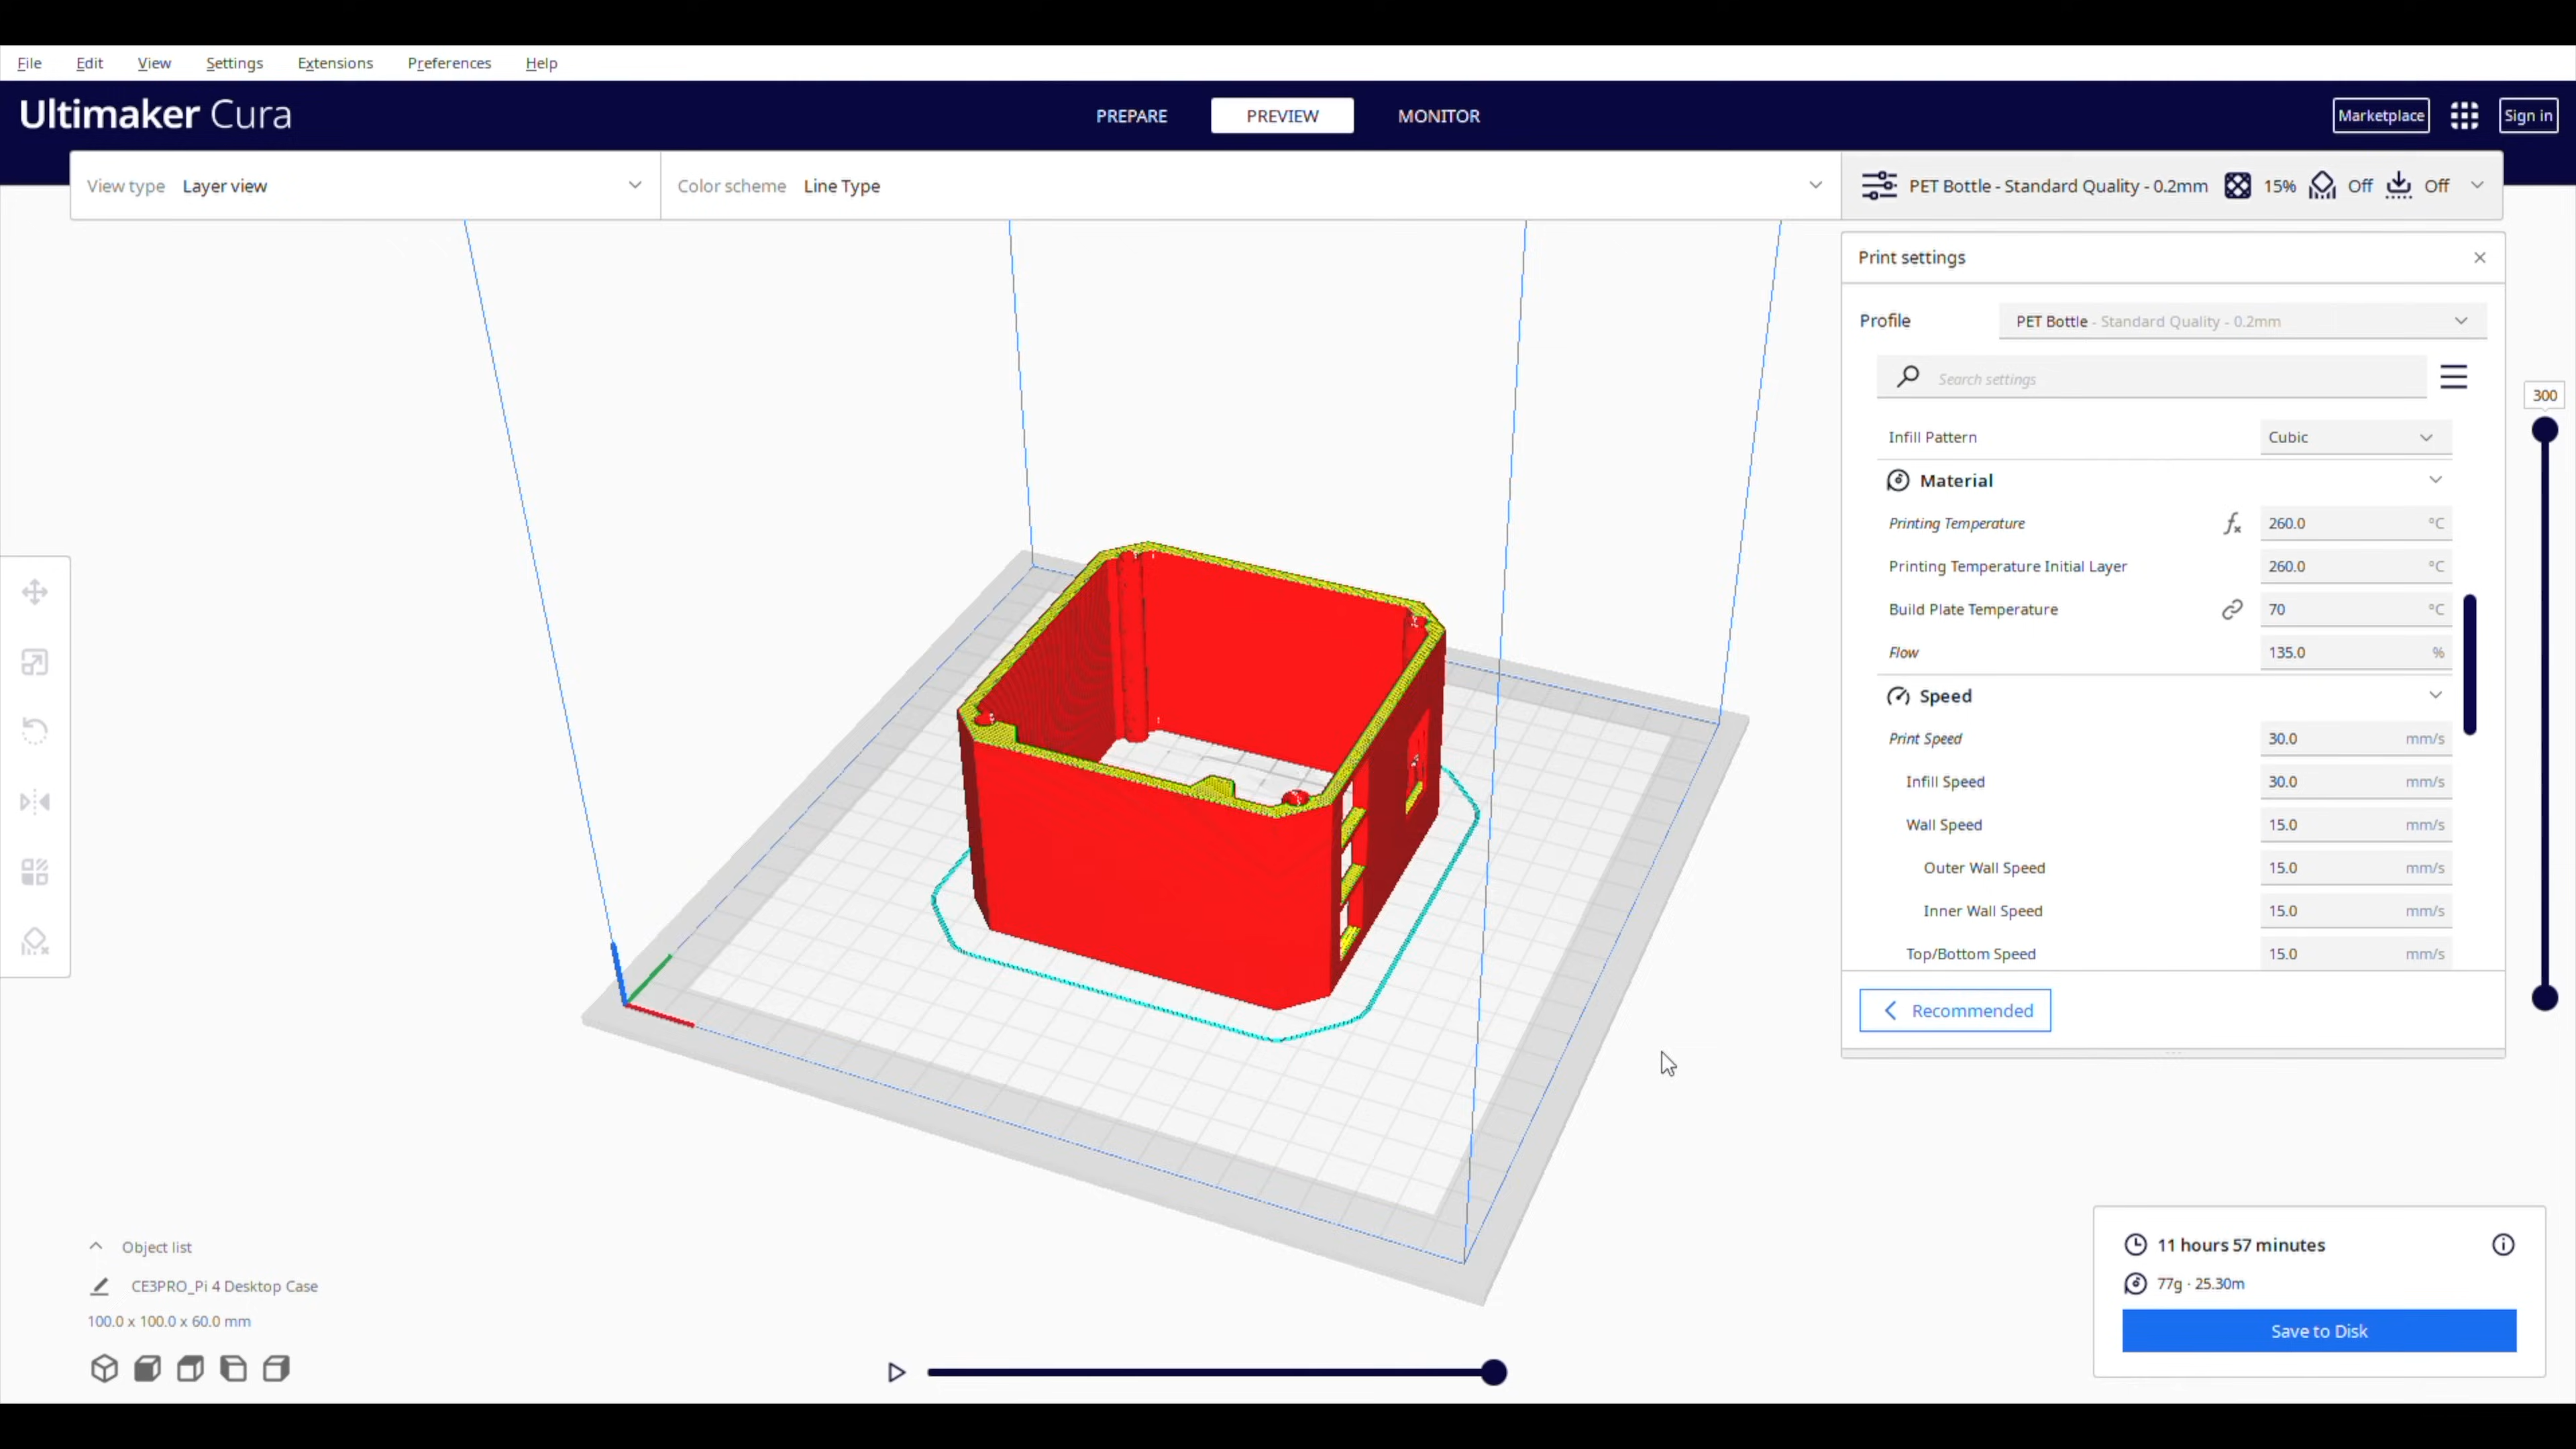 File Edit View Settings Extensions Preferences Help
Ultimaker Cura
PREPARE PREVIEW MONITOR
Marketplace Sign in
View type Layer view
Color scheme Line Type
PET Bottle - Standard Quality - 0.2mm 15% Off Off
Print settings
Profile PET Bottle - Standard Quality - 0.2mm
Search settings
300
Infill Pattern Cubic
Material
Printing Temperature 260.0 °C
Printing Temperature Initial Layer 260.0 °C
Build Plate Temperature 70 °C
Flow 135.0 %
Speed
Print Speed 30.0 mm/s
Infill Speed 30.0 mm/s
Wall Speed 15.0 mm/s
Outer Wall Speed 15.0 mm/s
Inner Wall Speed 15.0 mm/s
Top/Bottom Speed 15.0 mm/s
Recommended
Object list
CE3PRO_Pi 4 Desktop Case
100.0 x 100.0 x 60.0 mm
11 hours 57 minutes
77g · 25.30m
Save to Disk